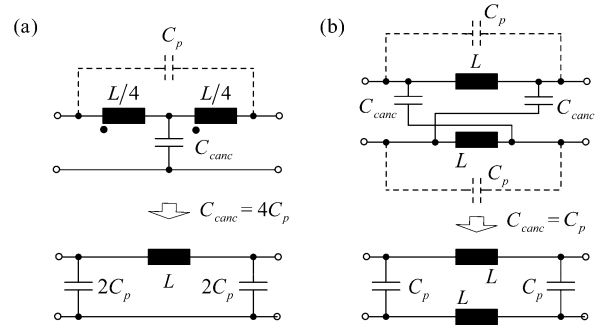 (a)
C_p
L/4 L/4
C_canc
C_canc = 4C_p
2C_p L 2C_p
(b)
C_p
L
C_canc C_canc
L
C_p
C_canc = C_p
L
C_p C_p
L